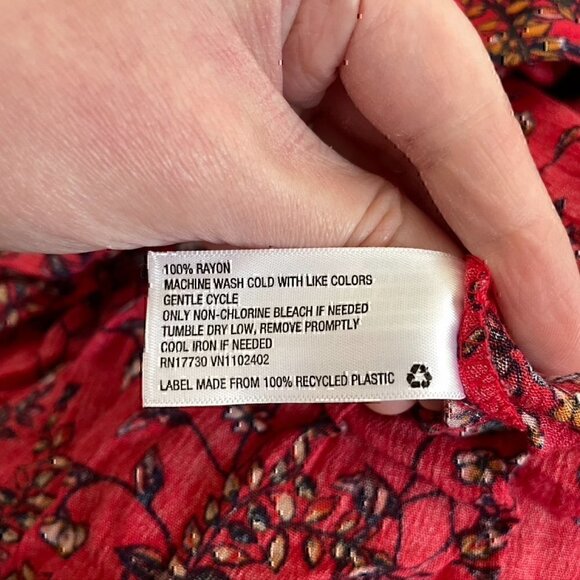 100% RAYON
MACHINE WASH COLD WITH LIKE COLORS
GENTLE CYCLE
ONLY NON-CHLORINE BLEACH IF NEEDED
TUMBLE DRY LOW, REMOVE PROMPTLY
COOL IRON IF NEEDED
RN17730 VN1102402
LABEL MADE FROM 100% RECYCLED PLASTIC